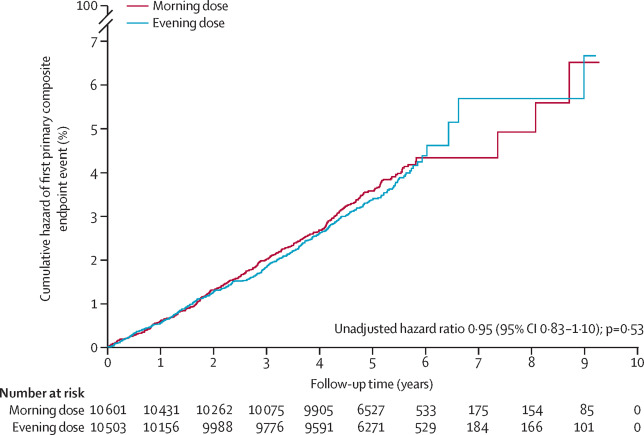 Morning dose
Evening dose
Cumulative hazard of first primary composite
endpoint event (%)
100
7
6
5
4
3
2
1
0
Unadjusted hazard ratio 0·95 (95% CI 0·83–1·10); p=0·53
0 1 2 3 4 5 6 7 8 9 10
Follow-up time (years)
Number at risk
Morning dose 10 601 10 431 10 262 10 075 9905 6527 533 175 154 85 0
Evening dose 10 503 10 156 9988 9776 9591 6271 529 184 166 101 0